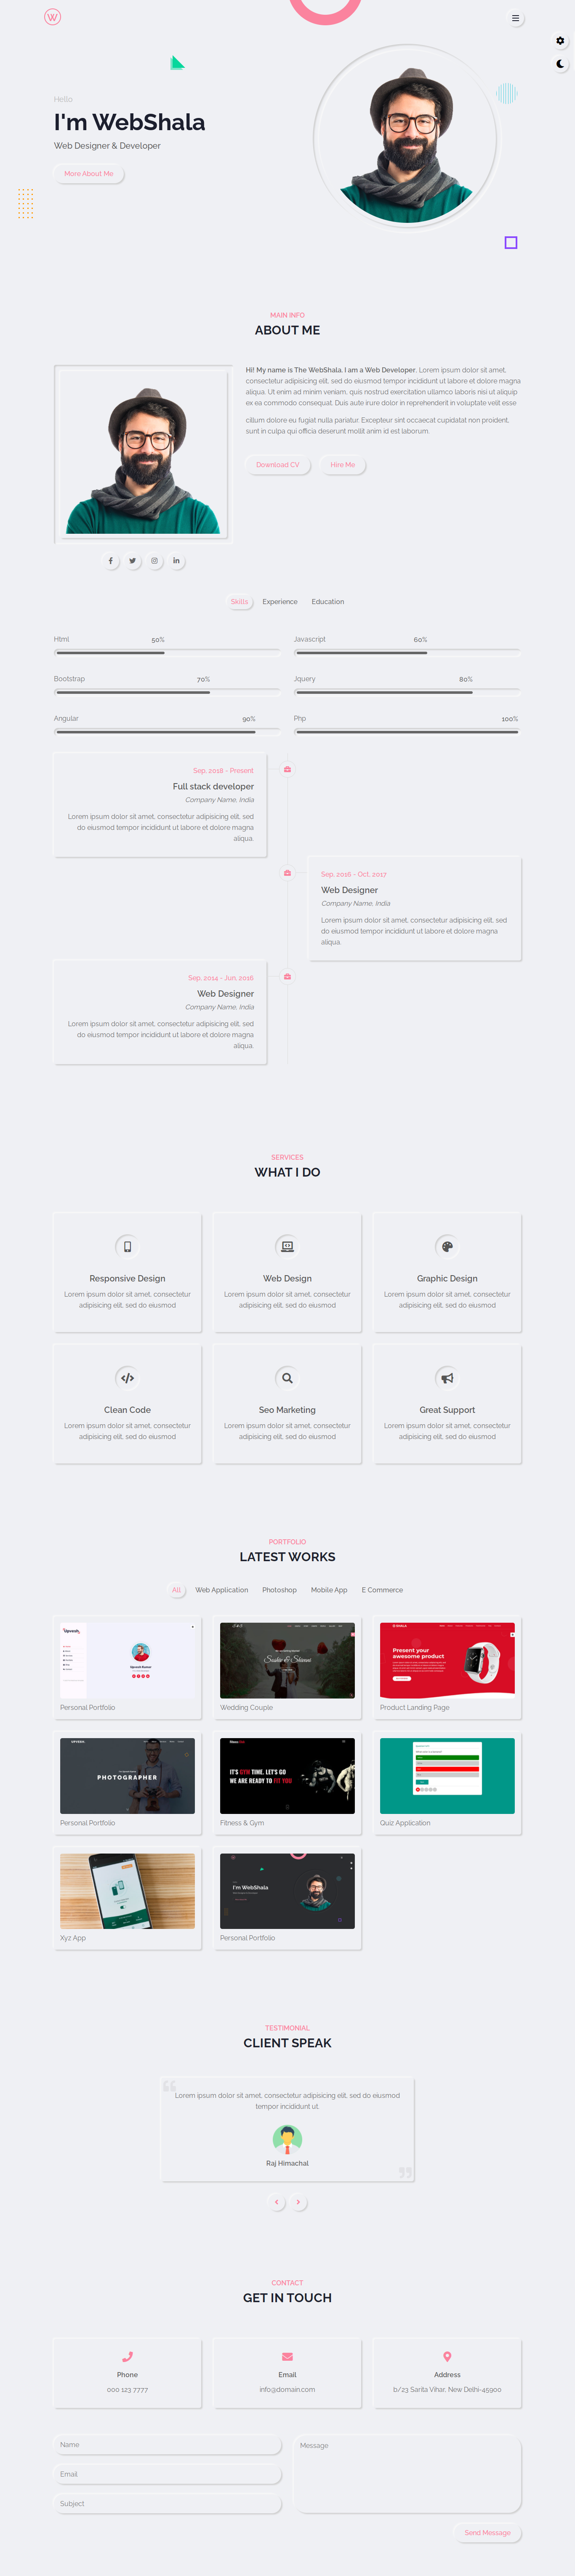 W
Hello
I'm WebShala
Web Designer & Developer
More About Me
MAIN INFO
ABOUT ME
Hi! My name is The WebShala. I am a Web Developer. Lorem ipsum dolor sit amet,
consectetur adipisicing elit, sed do eiusmod tempor incididunt ut labore et dolore magna
aliqua. Ut enim ad minim veniam, quis nostrud exercitation ullamco laboris nisi ut aliquip
ex ea commodo consequat. Duis aute irure dolor in reprehenderit in voluptate velit esse
cillum dolore eu fugiat nulla pariatur. Excepteur sint occaecat cupidatat non proident,
sunt in culpa qui officia deserunt mollit anim id est laborum.
Download CV
Hire Me
Skills
Experience
Education
Html 50%
Javascript 60%
Bootstrap 70%
Jquery 80%
Angular 90%
Php 100%
Sep, 2018 - Present
Full stack developer
Company Name, India
Lorem ipsum dolor sit amet, consectetur adipisicing elit, sed
do eiusmod tempor incididunt ut labore et dolore magna
aliqua.
Sep, 2016 - Oct, 2017
Web Designer
Company Name, India
Lorem ipsum dolor sit amet, consectetur adipisicing elit, sed
do eiusmod tempor incididunt ut labore et dolore magna
aliqua.
Sep, 2014 - Jun, 2016
Web Designer
Company Name, India
Lorem ipsum dolor sit amet, consectetur adipisicing elit, sed
do eiusmod tempor incididunt ut labore et dolore magna
aliqua.
SERVICES
WHAT I DO
Responsive Design
Lorem ipsum dolor sit amet, consectetur
adipisicing elit, sed do eiusmod
Web Design
Lorem ipsum dolor sit amet, consectetur
adipisicing elit, sed do eiusmod
Graphic Design
Lorem ipsum dolor sit amet, consectetur
adipisicing elit, sed do eiusmod
Clean Code
Lorem ipsum dolor sit amet, consectetur
adipisicing elit, sed do eiusmod
Seo Marketing
Lorem ipsum dolor sit amet, consectetur
adipisicing elit, sed do eiusmod
Great Support
Lorem ipsum dolor sit amet, consectetur
adipisicing elit, sed do eiusmod
PORTFOLIO
LATEST WORKS
All
Web Application
Photoshop
Mobile App
E Commerce
Personal Portfolio
Wedding Couple
Present your
awesome product
Product Landing Page
PHOTOGRAPHER
Personal Portfolio
IT'S GYM TIME. LET'S GO
WE ARE READY TO FIT YOU
Fitness & Gym
Quiz Application
Xyz App
I'm WebShala
Personal Portfolio
TESTIMONIAL
CLIENT SPEAK
Lorem ipsum dolor sit amet, consectetur adipisicing elit, sed do eiusmod
tempor incididunt ut.
Raj Himachal
CONTACT
GET IN TOUCH
Phone
000 123 7777
Email
info@domain.com
Address
b/23 Sarita Vihar, New Delhi-45900
Name
Email
Subject
Message
Send Message